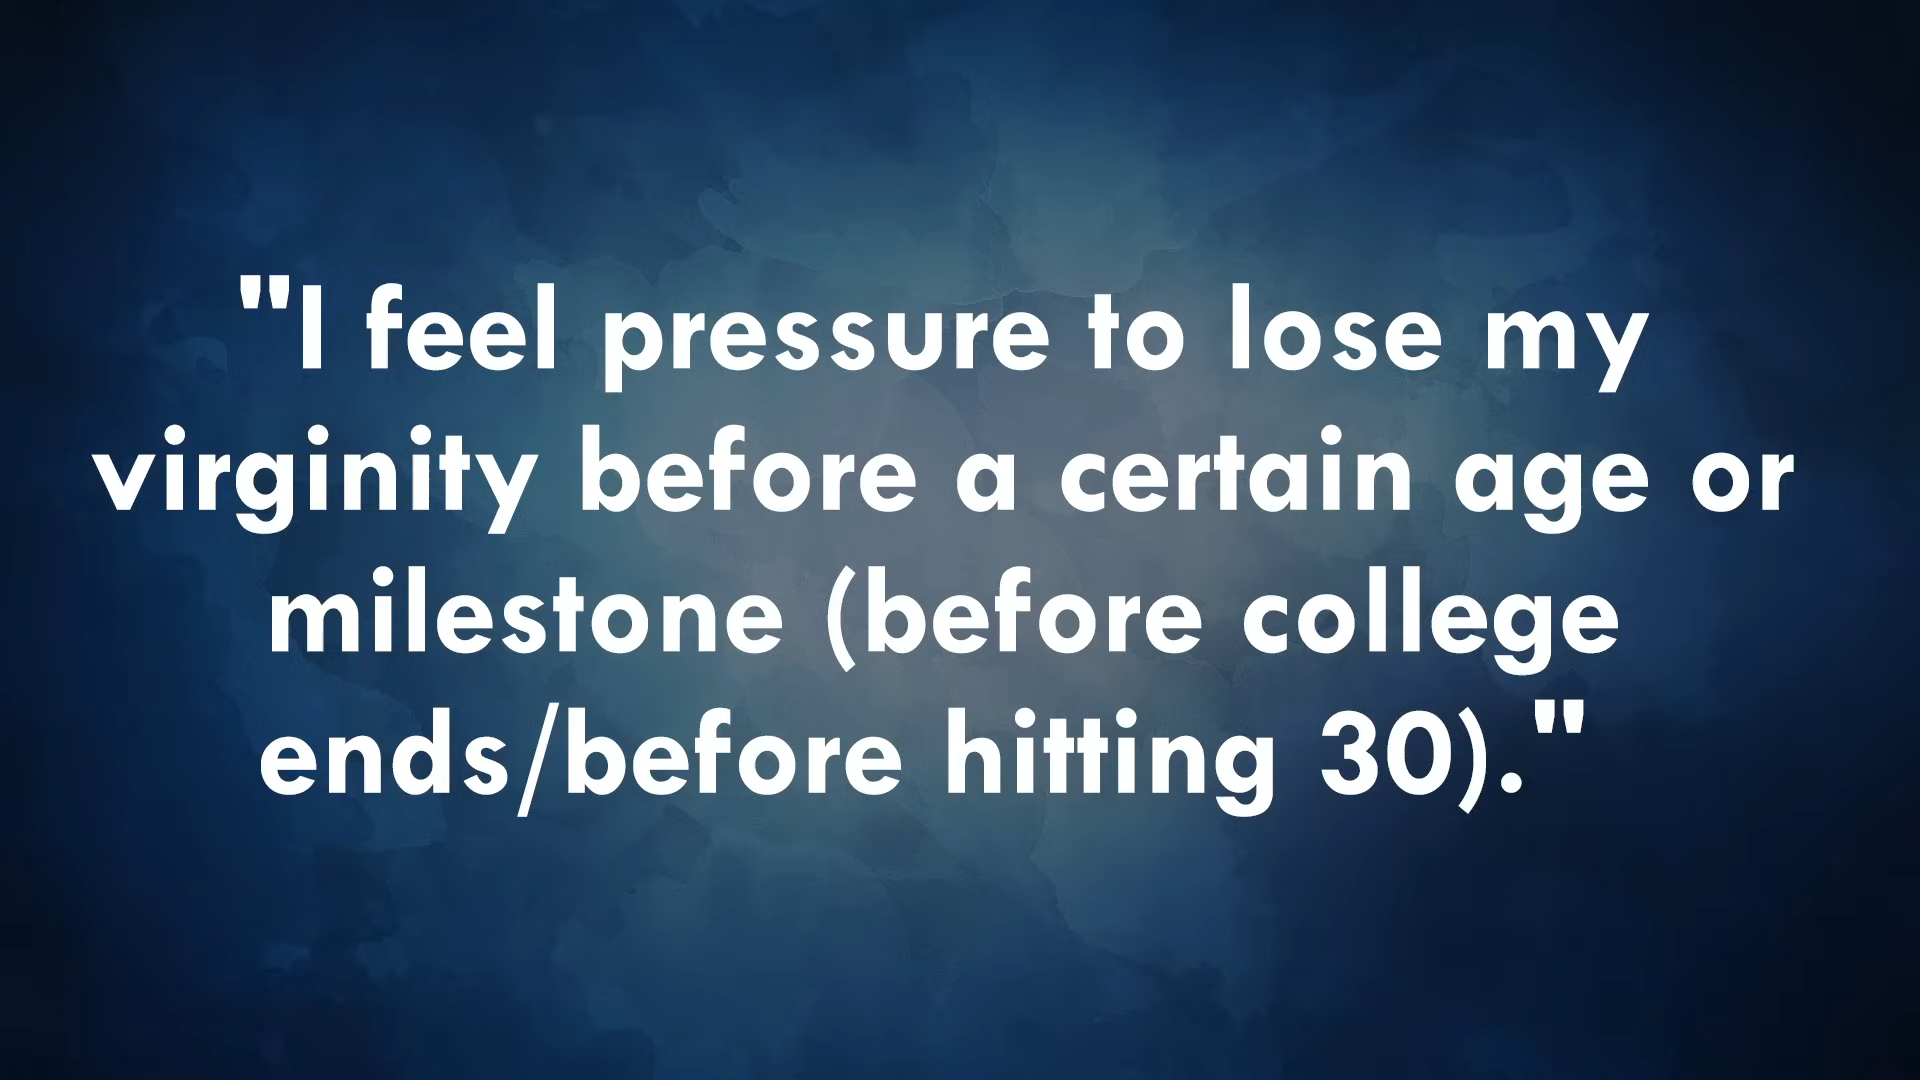 "I feel pressure to lose my
virginity before a certain age or
milestone (before college
ends/before hitting 30)."